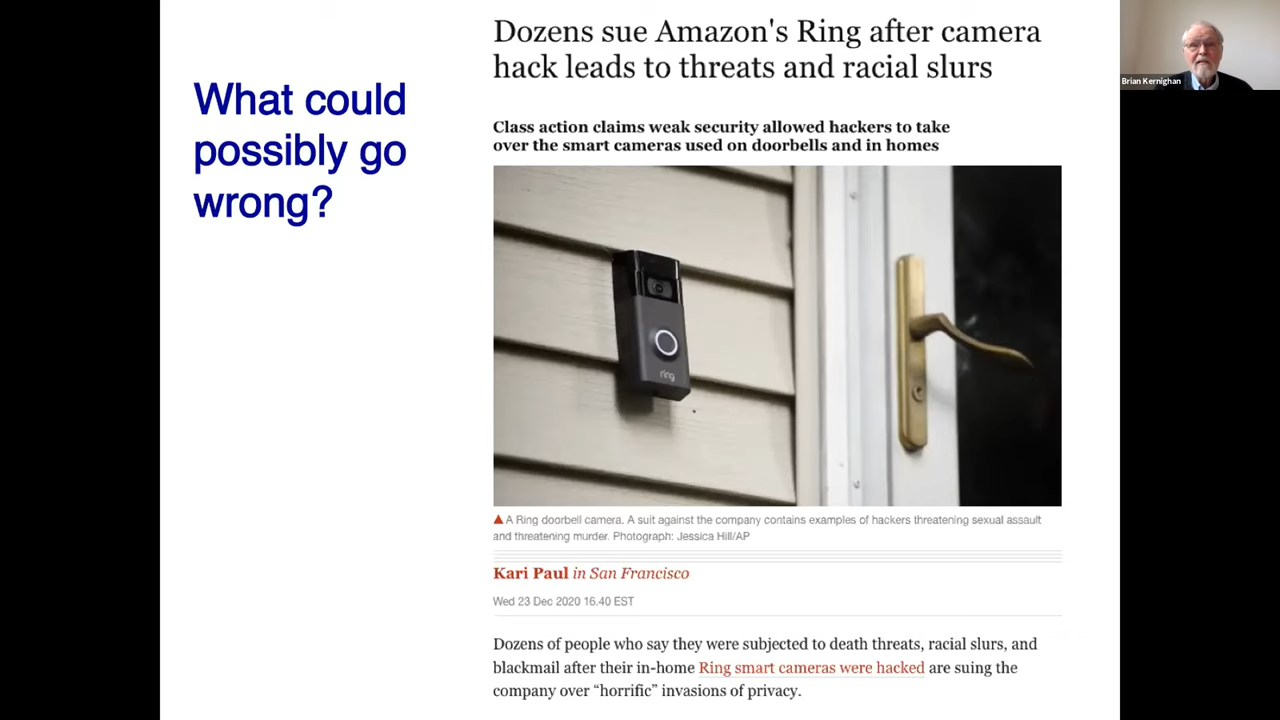 What could
possibly go
wrong?
Dozens sue Amazon's Ring after camera
hack leads to threats and racial slurs
Class action claims weak security allowed hackers to take
over the smart cameras used on doorbells and in homes
ring
A Ring doorbell camera. A suit against the company contains examples of hackers threatening sexual assault
and threatening murder. Photograph: Jessica Hill/AP
Kari Paul in San Francisco
Wed 23 Dec 2020 16.40 EST
Dozens of people who say they were subjected to death threats, racial slurs, and
blackmail after their in-home Ring smart cameras were hacked are suing the
company over “horrific” invasions of privacy.
Brian Kernighan